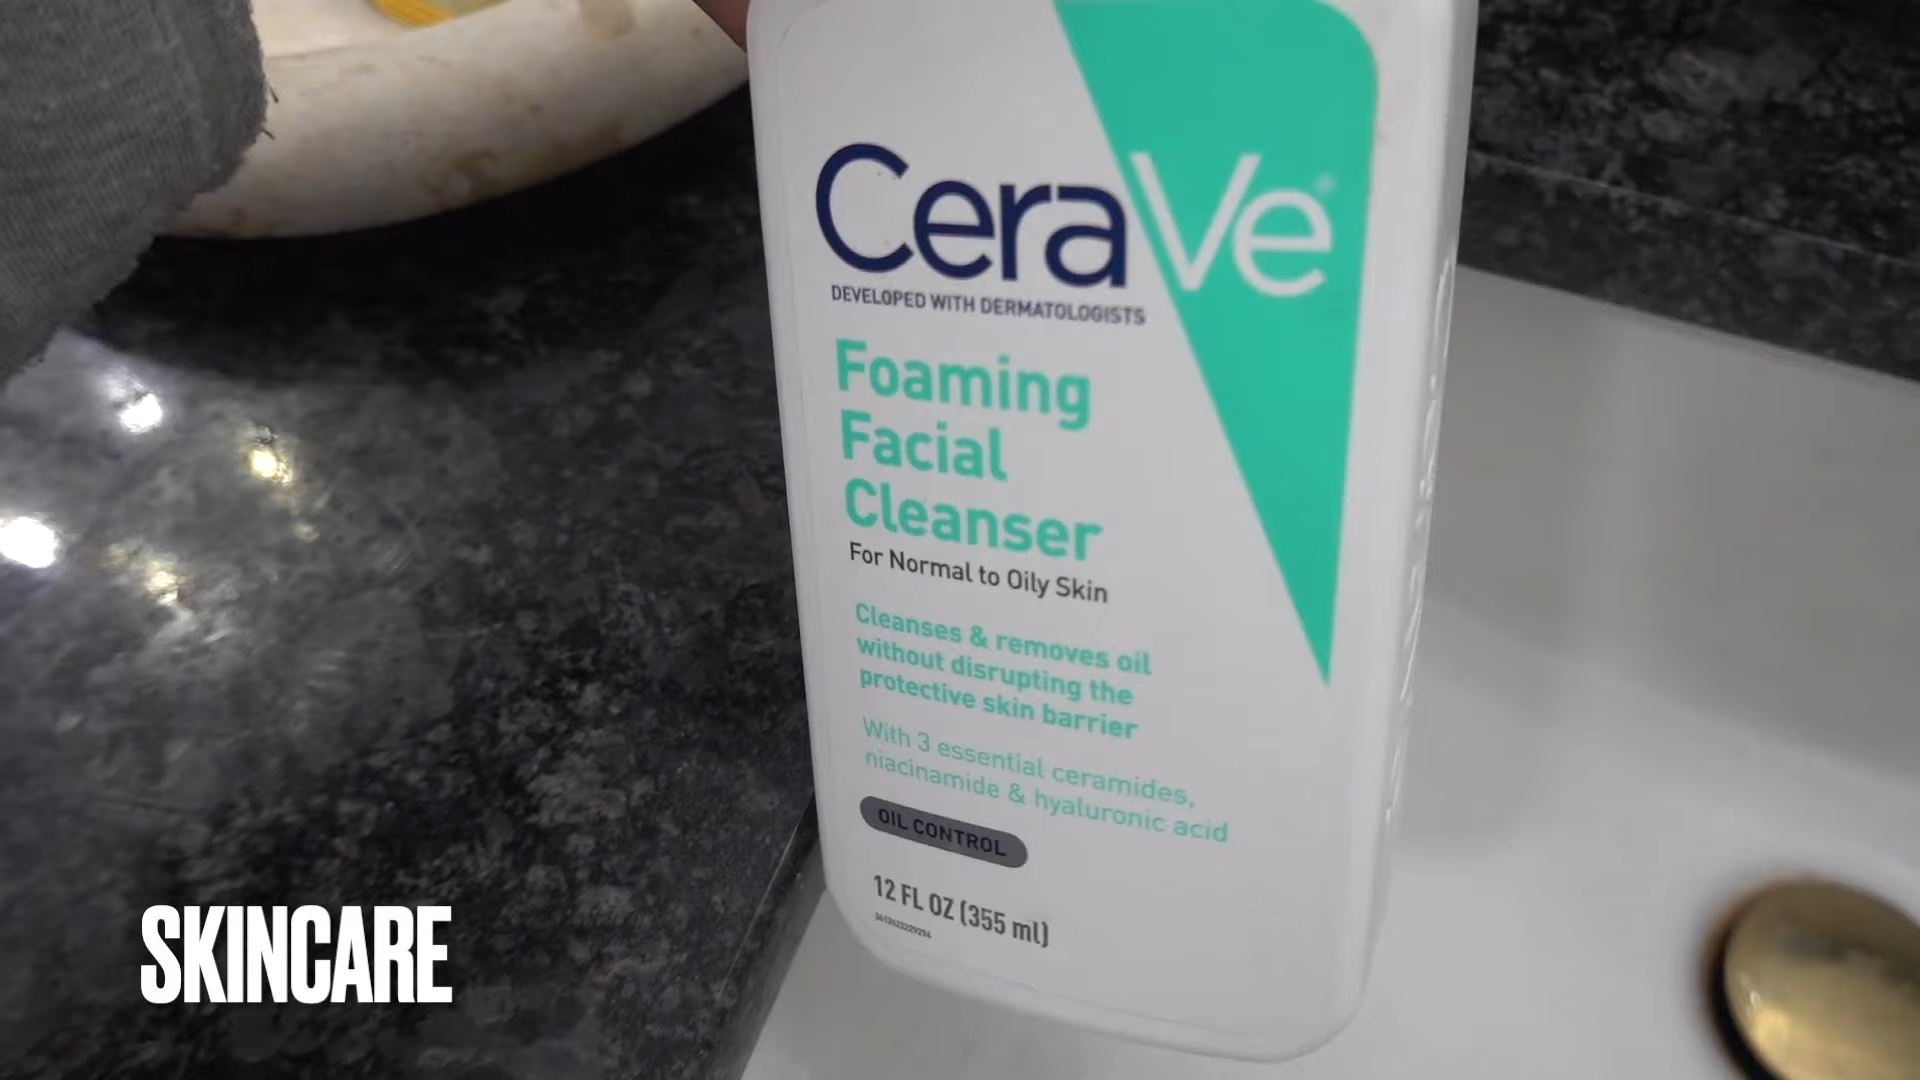 CeraVe®
DEVELOPED WITH DERMATOLOGISTS
Foaming
Facial
Cleanser
For Normal to Oily Skin
Cleanses & removes oil
without disrupting the
protective skin barrier
With 3 essential ceramides,
niacinamide & hyaluronic acid
OIL CONTROL
12 FL OZ (355 ml)
SKINCARE